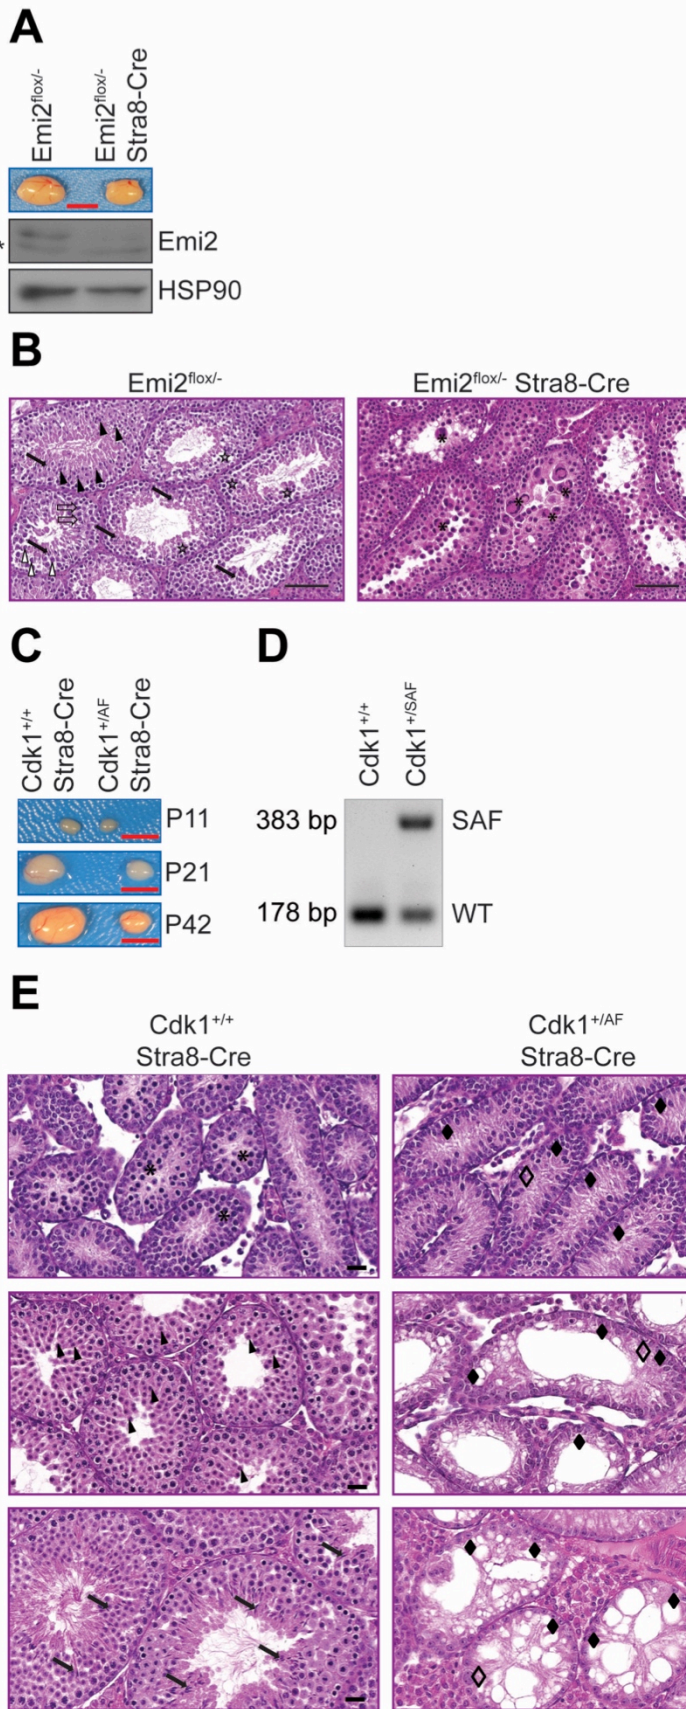 A
Emi2flox/-
Emi2flox/-
Stra8-Cre
*
Emi2
HSP90
B
Emi2flox/-
Emi2flox/- Stra8-Cre
C
D
Cdk1+/+
Stra8-Cre
Cdk1+/AF
Stra8-Cre
P11
P21
P42
Cdk1+/+
Cdk1+/SAF
383 bp
SAF
178 bp
WT
E
Cdk1+/+
Stra8-Cre
Cdk1+/AF
Stra8-Cre